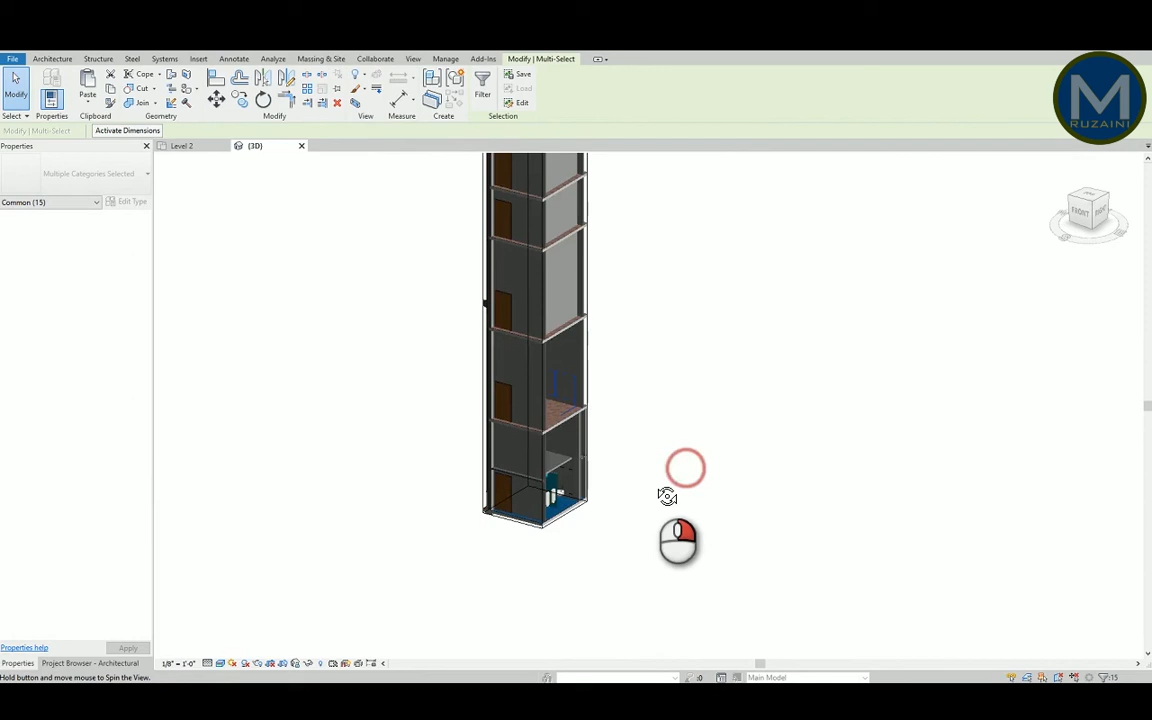 File Architecture Structure Steel Systems Insert Annotate Analyze Massing & Site Collaborate View Manage Add-Ins Modify | Multi-Select
Modify
Paste
Cope
Cut
Join
Filter
Save
Load
Edit
Select Properties Clipboard Geometry Modify View Measure Create Selection
M
RUZAINI
Modify | Multi-Select Activate Dimensions
Properties
Level 2
(3D)
Multiple Categories Selected
Common (15) Edit Type
FRONT
Properties help Apply
Properties Project Browser - Architectural
1/8" = 1'-0"
Hold button and move mouse to Spin the View.
:0
Main Model
:15